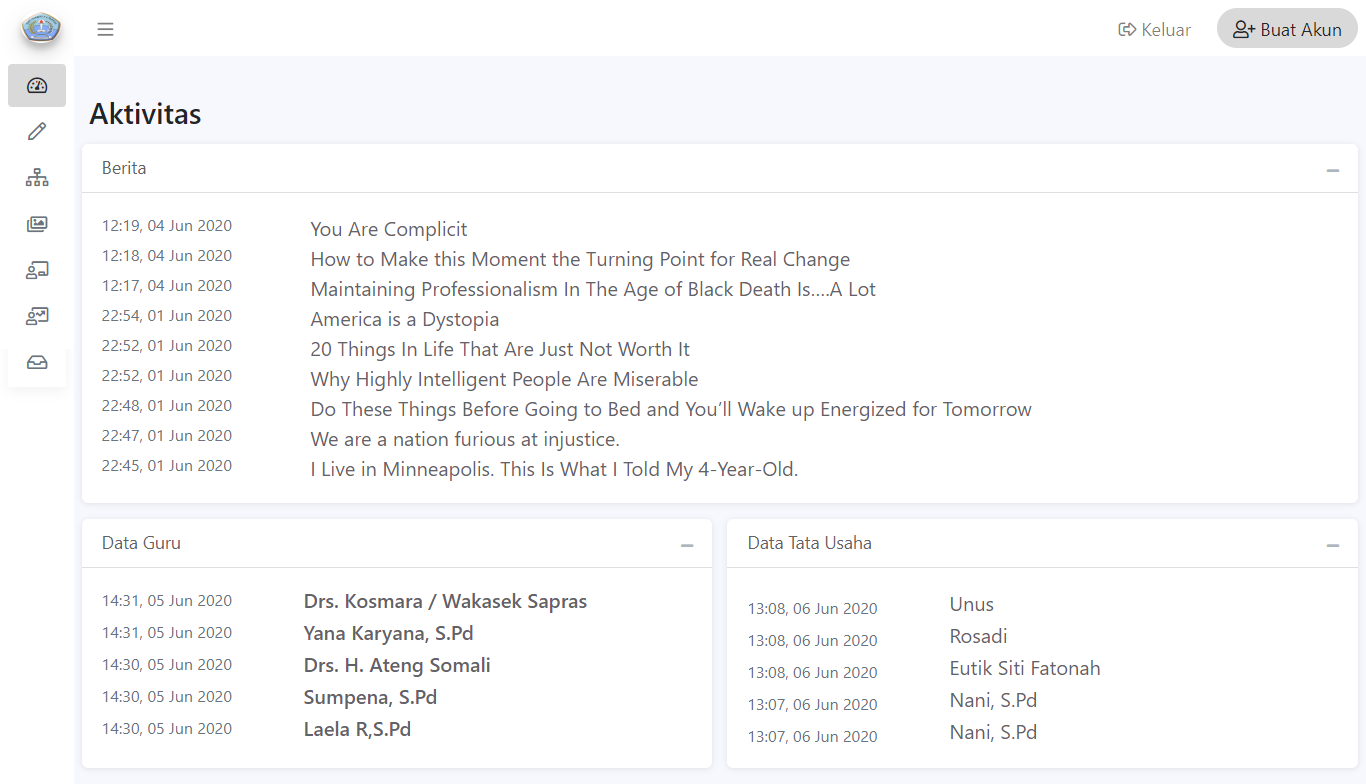 Keluar
Buat Akun
Aktivitas
Berita
12:19, 04 Jun 2020 You Are Complicit
12:18, 04 Jun 2020 How to Make this Moment the Turning Point for Real Change
12:17, 04 Jun 2020 Maintaining Professionalism In The Age of Black Death Is….A Lot
22:54, 01 Jun 2020 America is a Dystopia
22:52, 01 Jun 2020 20 Things In Life That Are Just Not Worth It
22:52, 01 Jun 2020 Why Highly Intelligent People Are Miserable
22:48, 01 Jun 2020 Do These Things Before Going to Bed and You’ll Wake up Energized for Tomorrow
22:47, 01 Jun 2020 We are a nation furious at injustice.
22:45, 01 Jun 2020 I Live in Minneapolis. This Is What I Told My 4-Year-Old.
Data Guru
14:31, 05 Jun 2020 Drs. Kosmara / Wakasek Sapras
14:31, 05 Jun 2020 Yana Karyana, S.Pd
14:30, 05 Jun 2020 Drs. H. Ateng Somali
14:30, 05 Jun 2020 Sumpena, S.Pd
14:30, 05 Jun 2020 Laela R,S.Pd
Data Tata Usaha
13:08, 06 Jun 2020 Unus
13:08, 06 Jun 2020 Rosadi
13:08, 06 Jun 2020 Eutik Siti Fatonah
13:07, 06 Jun 2020 Nani, S.Pd
13:07, 06 Jun 2020 Nani, S.Pd